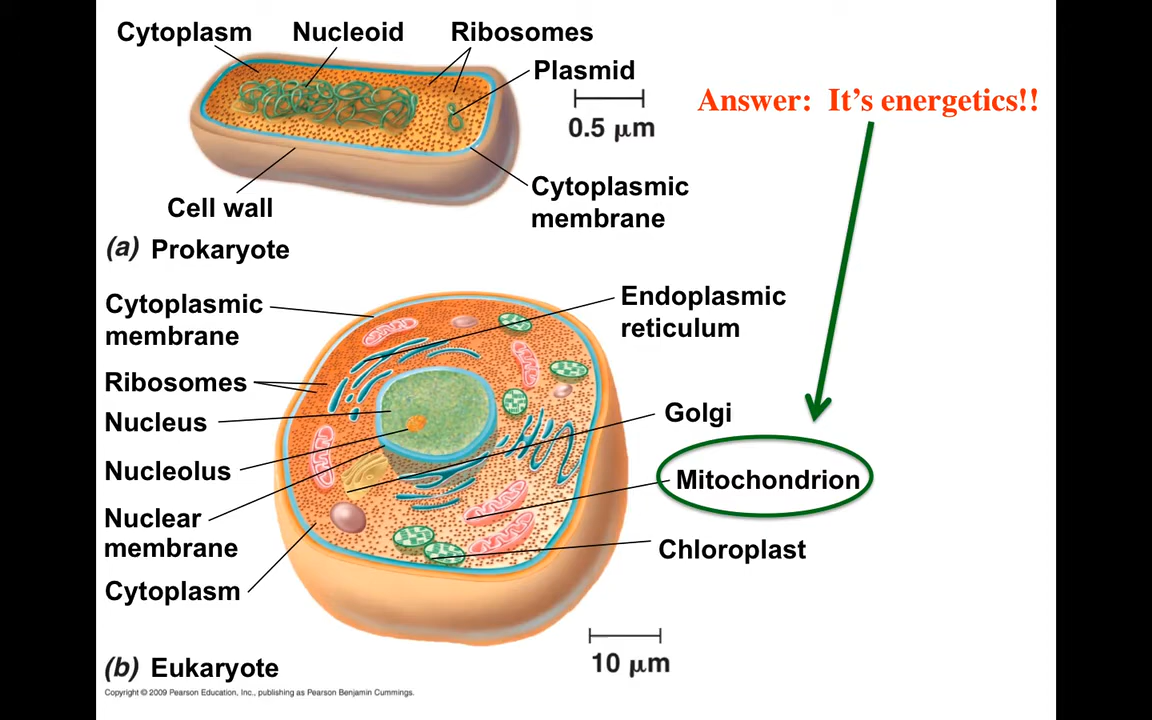 Cytoplasm
Nucleoid
Ribosomes
Plasmid
0.5 μm
Answer: It's energetics!!
Cytoplasmic
membrane
Cell wall
(a) Prokaryote
Cytoplasmic
membrane
Endoplasmic
reticulum
Ribosomes
Nucleus
Golgi
Nucleolus
Mitochondrion
Nuclear
membrane
Chloroplast
Cytoplasm
10 μm
(b) Eukaryote
Copyright © 2009 Pearson Education, Inc., publishing as Pearson Benjamin Cummings.